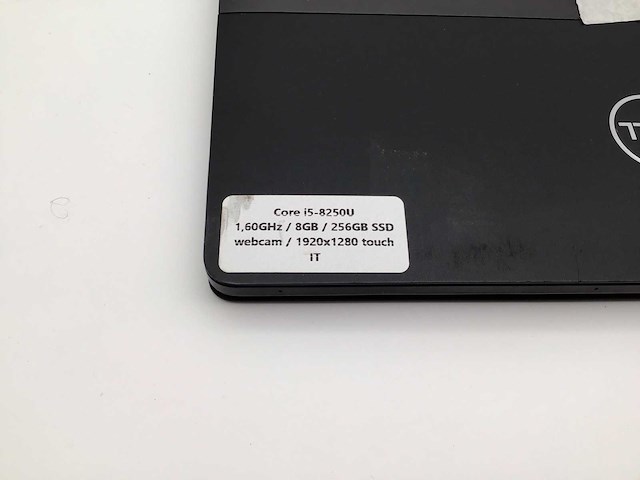 Core i5-8250U
1,60GHz / 8GB / 256GB SSD
webcam / 1920x1280 touch
IT